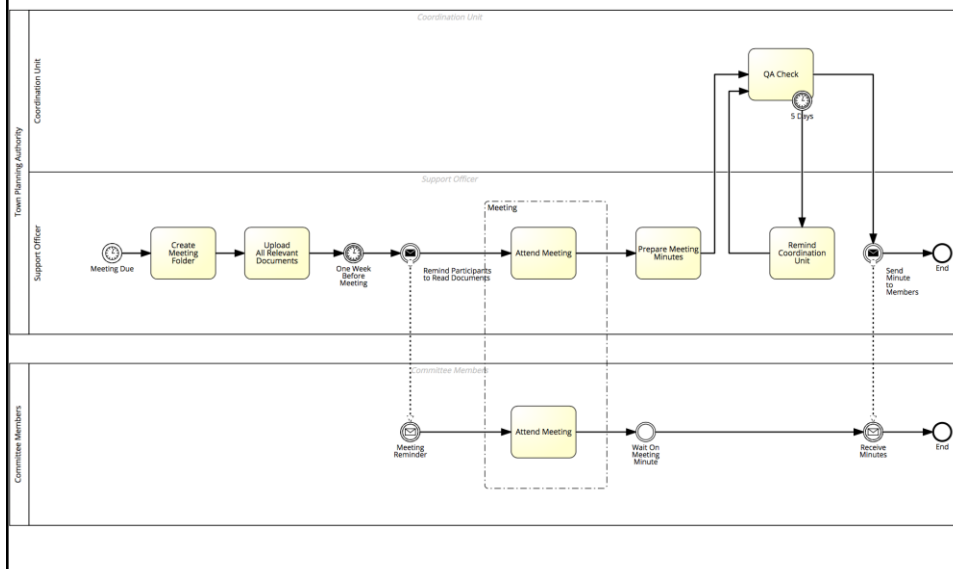 Coordination Unit
Town Planning Authority
Coordination Unit
QA Check
5 Days
Support Officer
Support Officer
Meeting Due
Create
Meeting
Folder
Upload
All Relevant
Documents
One Week
Before
Meeting
Remind Participants
to Read Documents
Meeting
Attend Meeting
Prepare Meeting
Minutes
Remind
Coordination
Unit
Send
Minute
to
Members
End
Committee Members
Committee Members
Meeting
Reminder
Attend Meeting
Wait On
Meeting
Minute
Receive
Minutes
End